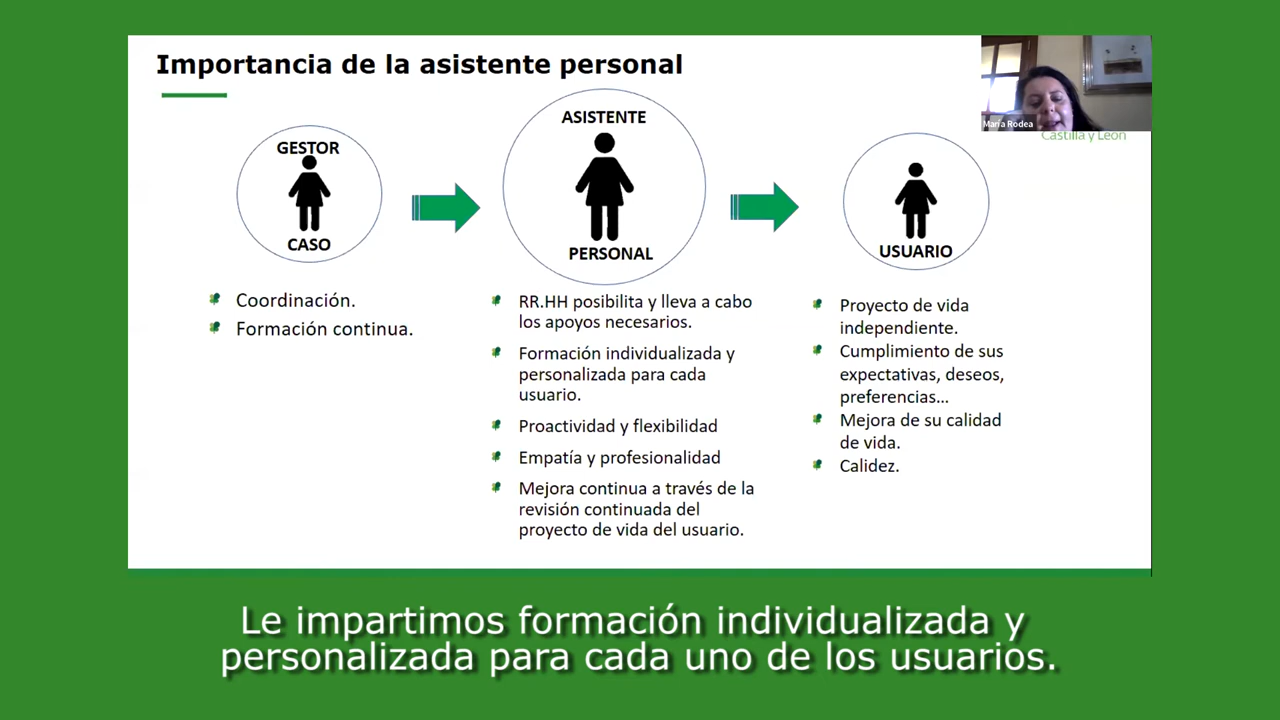 Importancia de la asistente personal
María Rodea
Castilla y León
GESTOR
CASO
ASISTENTE
PERSONAL
USUARIO
Coordinación.
Formación continua.
RR.HH posibilita y lleva a cabo
los apoyos necesarios.
Formación individualizada y
personalizada para cada
usuario.
Proactividad y flexibilidad
Empatía y profesionalidad
Mejora continua a través de la
revisión continuada del
proyecto de vida del usuario.
Proyecto de vida
independiente.
Cumplimiento de sus
expectativas, deseos,
preferencias...
Mejora de su calidad
de vida.
Calidez.
Le impartimos formación individualizada y
personalizada para cada uno de los usuarios.